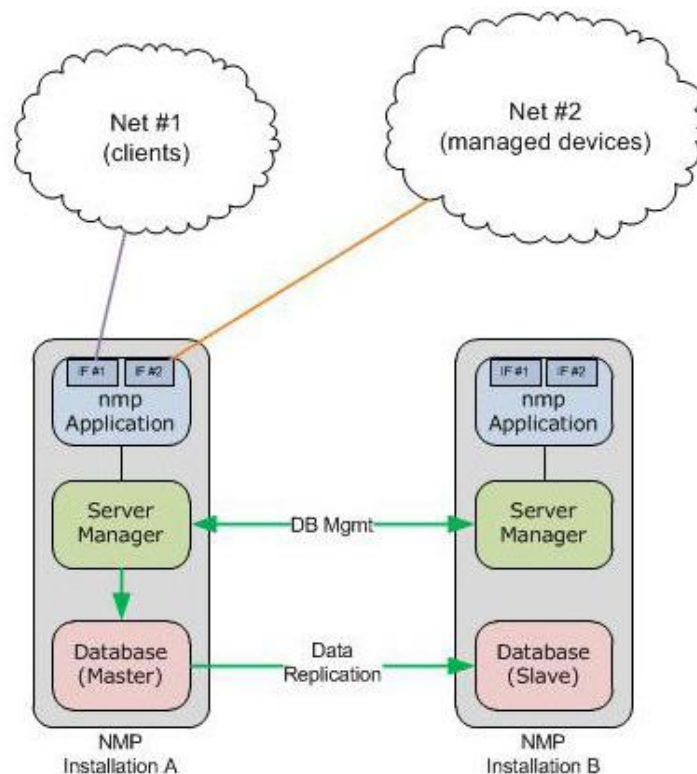 Net #1
(clients)
Net #2
(managed devices)
IF #1
IF #2
nmp
Application
IF #1
IF #2
nmp
Application
Server
Manager
DB Mgmt
Server
Manager
Database
(Master)
Data
Replication
Database
(Slave)
NMP
Installation A
NMP
Installation B